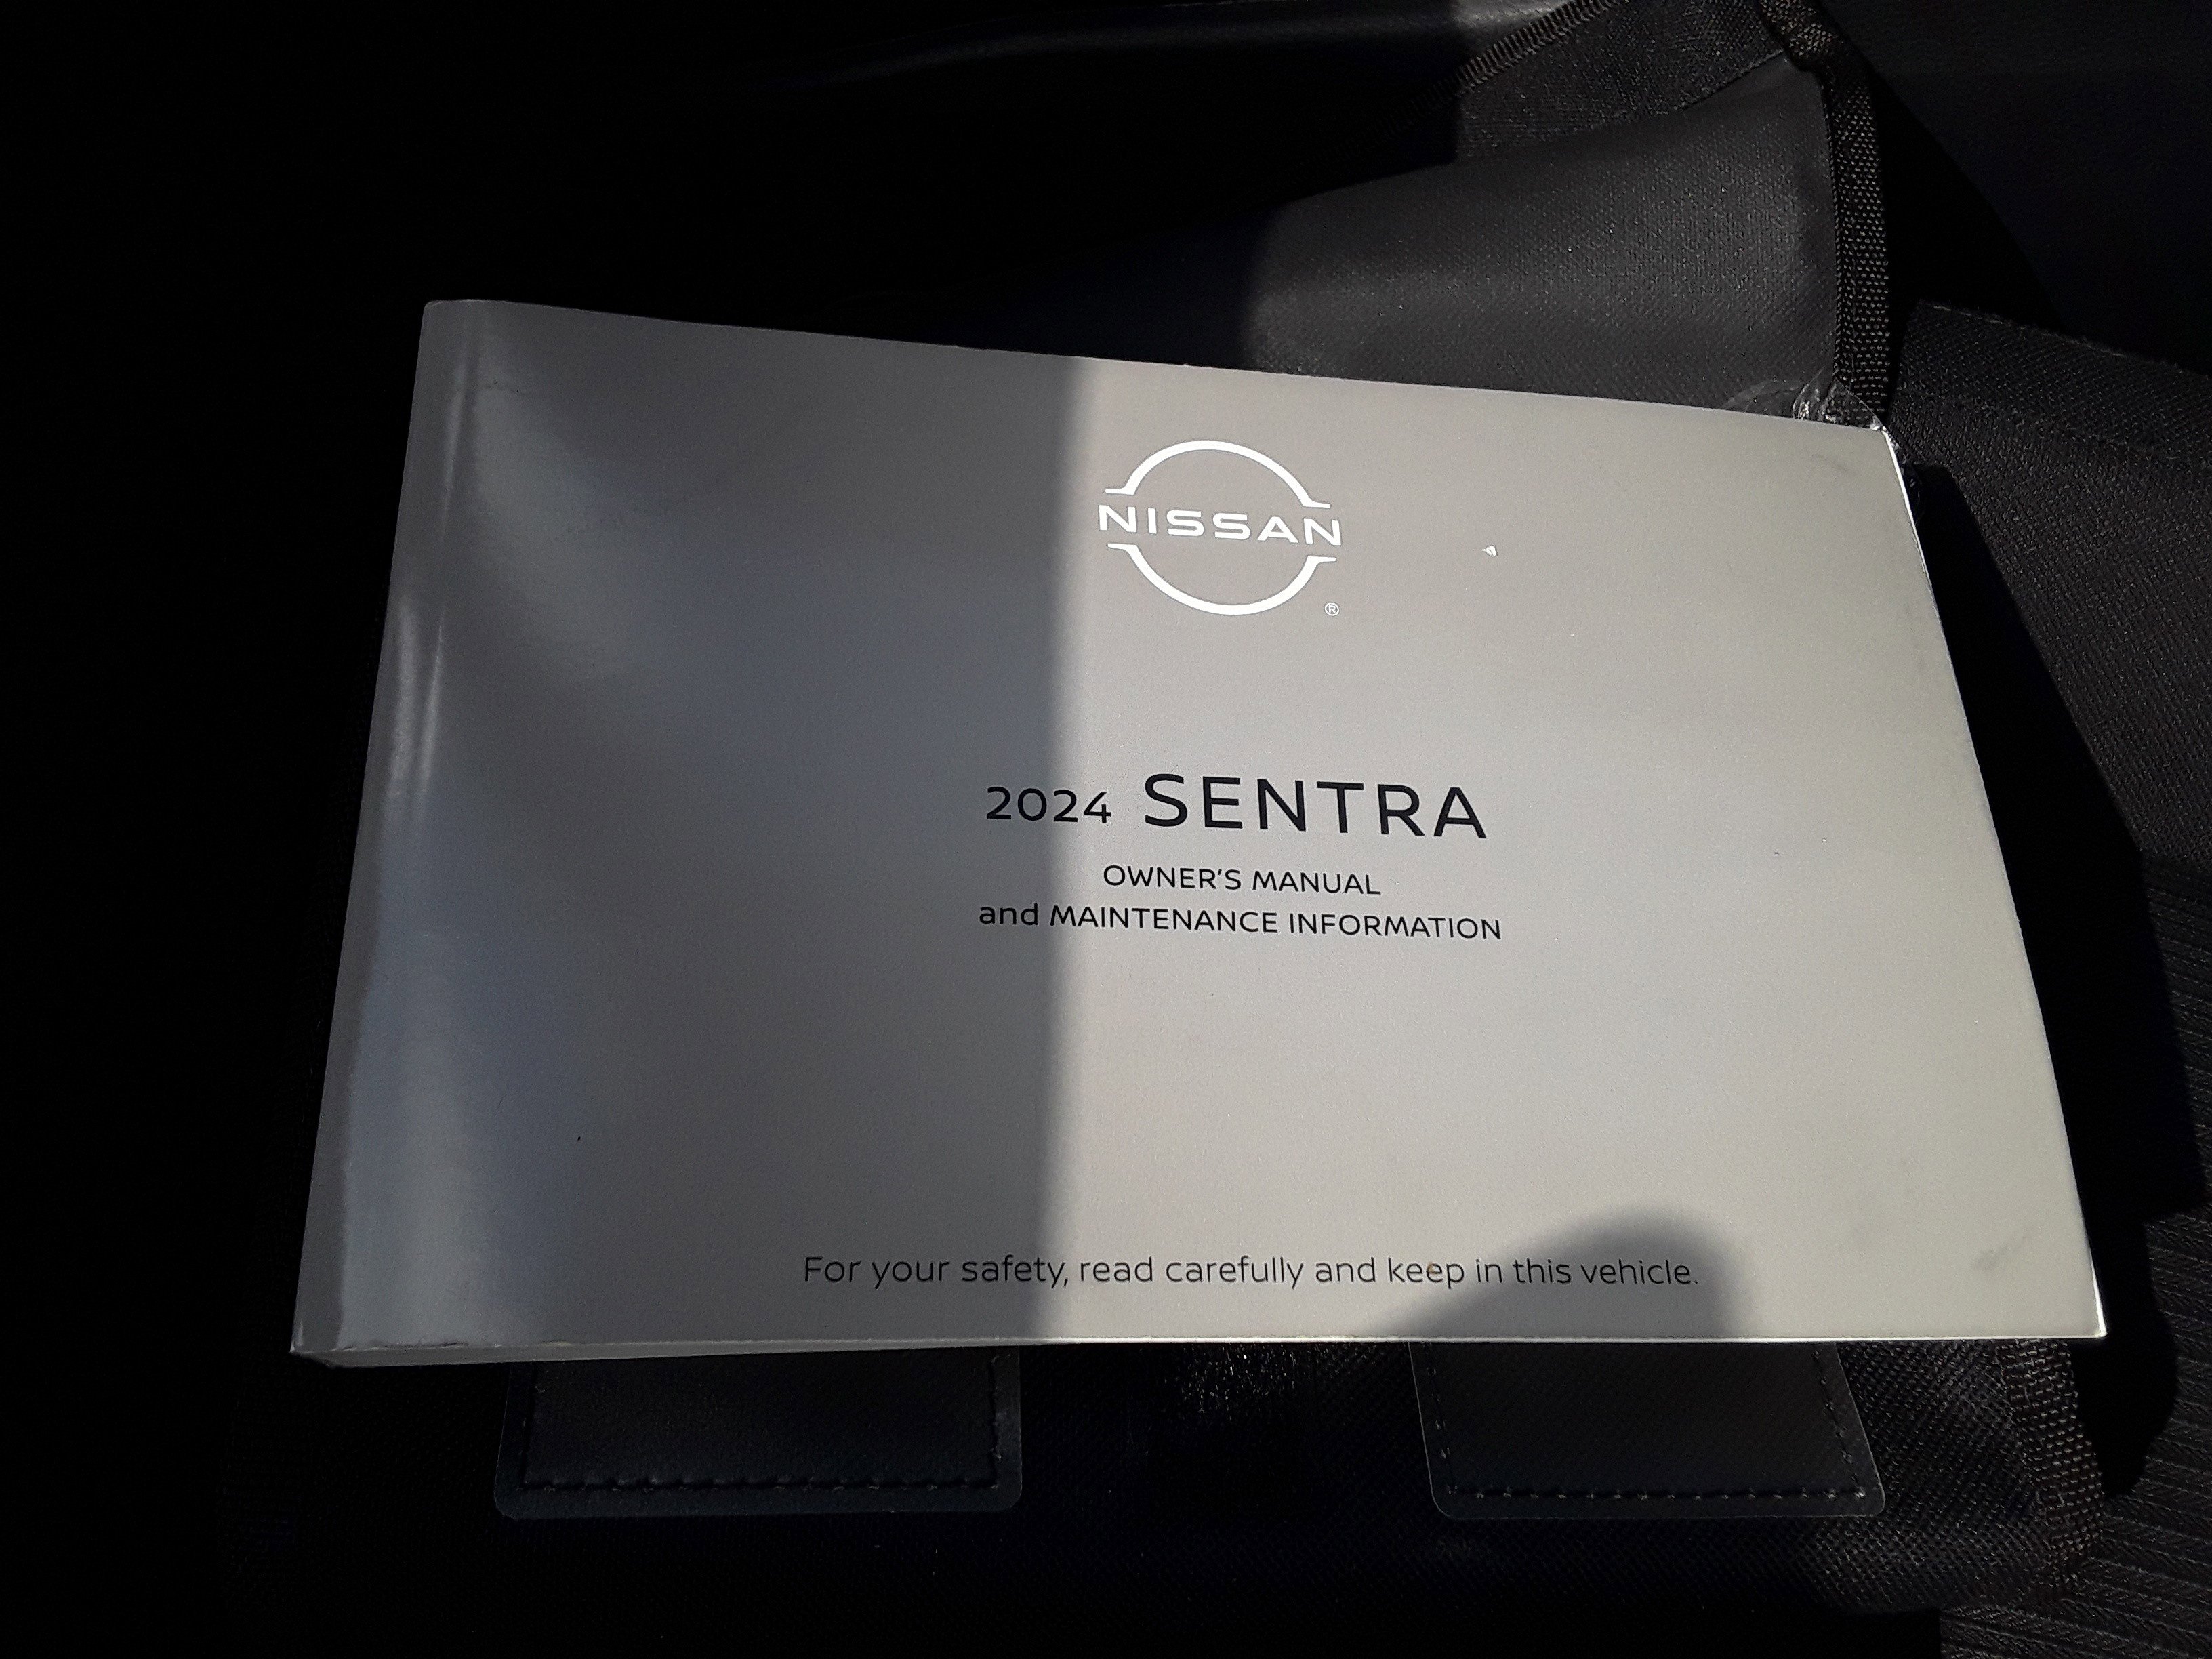 NISSAN
®
2024 SENTRA
OWNER'S MANUAL
and MAINTENANCE INFORMATION
For your safety, read carefully and keep in this vehicle.